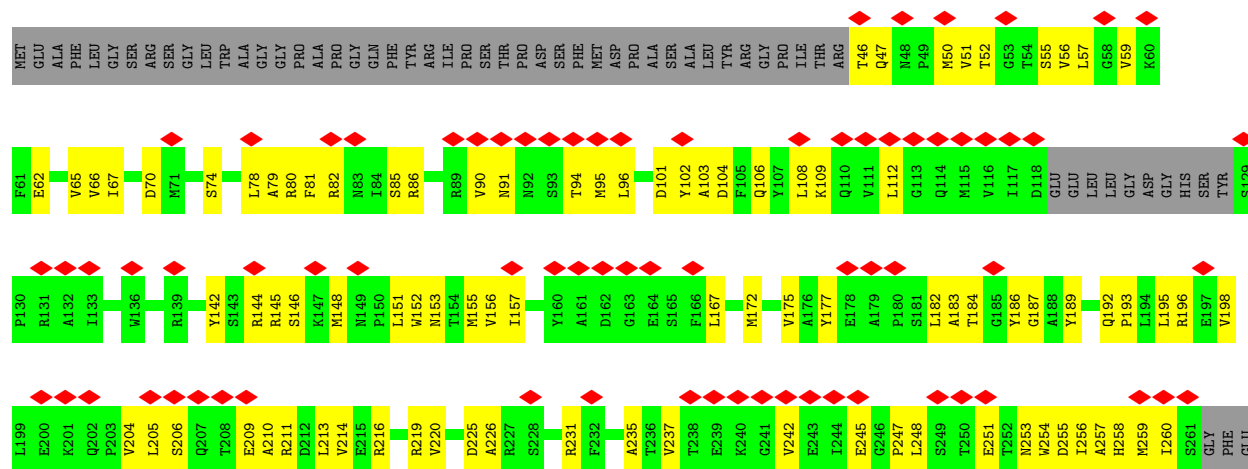 MET GLU ALA PHE LEU GLY SER ARG SER GLY LEU TRP ALA GLY GLY PRO ALA PRO GLY GLN PHE TYR ARG ILE PRO SER THR PRO ASP SER PHE MET ASP PRO ALA SER ALA LEU TYR ARG GLY PRO ILE THR ARG T46 Q47 N48 P49 M50 V51 T52 G53 T54 S55 V56 L57 G58 V59 K60
F61 E62 V65 V66 I67 D70 M71 S74 L78 A79 R80 F81 R82 N83 I84 S85 R86 R89 V90 N91 N92 S93 T94 M95 L96 D101 Y102 A103 D104 F105 Q106 Y107 L108 K109 Q110 V111 L112 G113 Q114 M115 V116 I117 D118 GLU GLU LEU LEU GLY ASP GLY HIS SER TYR S129
P130 R131 A132 I133 W136 R139 Y142 S143 R144 R145 S146 K147 M148 N149 P150 L151 W152 N153 T154 M155 V156 I157 Y160 A161 D162 G163 E164 S165 F166 L167 M172 V175 A176 Y177 E178 A179 P180 S181 L182 A183 T184 G185 Y186 G187 A188 Y189 Q192 P193 L194 L195 R196 E197 V198
L199 E200 K201 Q202 P203 V204 L205 S206 Q207 T208 E209 A210 R211 D212 L213 V214 E215 R216 R219 V220 D225 A226 R227 S228 R231 F232 A235 T236 V237 T238 E239 K240 G241 V242 E243 I244 E245 G246 P247 L248 S249 T250 E251 T252 N253 W254 D255 I256 A257 H258 M259 I260 S261 GLY PHE GLU